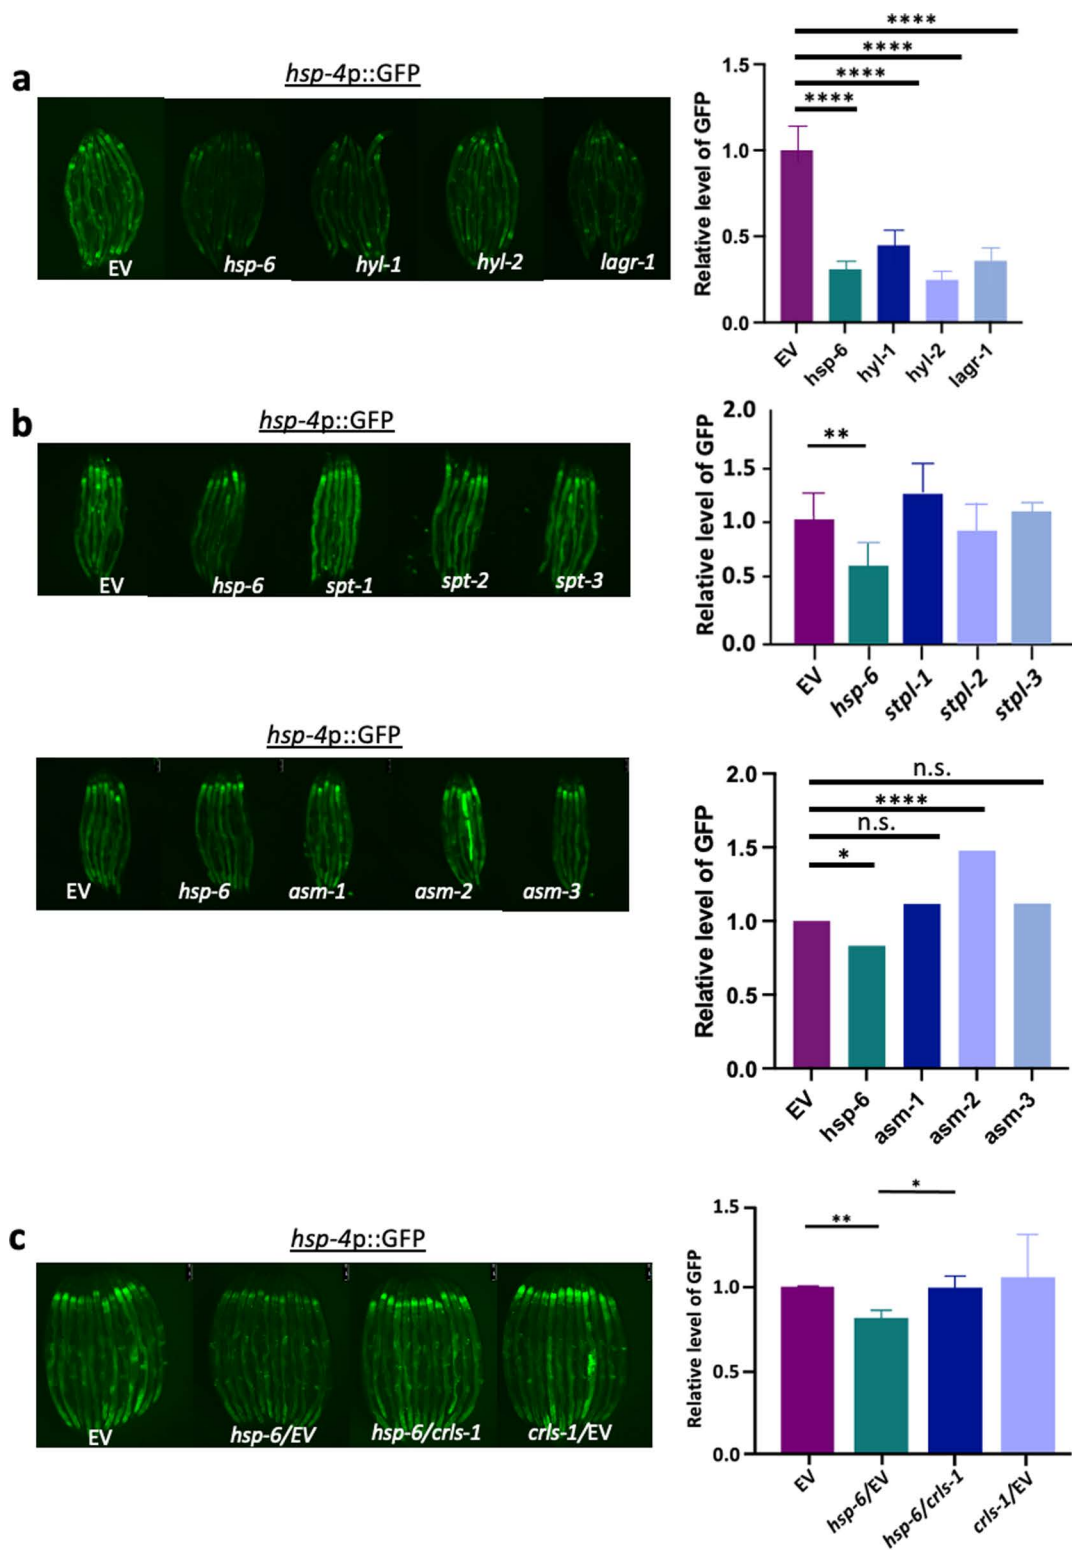 a
hsp-4p::GFP
EV
hsp-6
hyl-1
hyl-2
lagr-1
****
****
****
****
Relative level of GFP
1.5
1.0
0.5
0.0
EV
hsp-6
hyl-1
hyl-2
lagr-1
b
hsp-4p::GFP
EV
hsp-6
spt-1
spt-2
spt-3
**
Relative level of GFP
2.0
1.5
1.0
0.5
0.0
EV
hsp-6
stpl-1
stpl-2
stpl-3
hsp-4p::GFP
EV
hsp-6
asm-1
asm-2
asm-3
n.s.
****
n.s.
*
Relative level of GFP
2.0
1.5
1.0
0.5
0.0
EV
hsp-6
asm-1
asm-2
asm-3
c
hsp-4p::GFP
EV
hsp-6/EV
hsp-6/crls-1
crls-1/EV
*
**
Relative level of GFP
1.5
1.0
0.5
0.0
EV
hsp-6/EV
hsp-6/crls-1
crls-1/EV